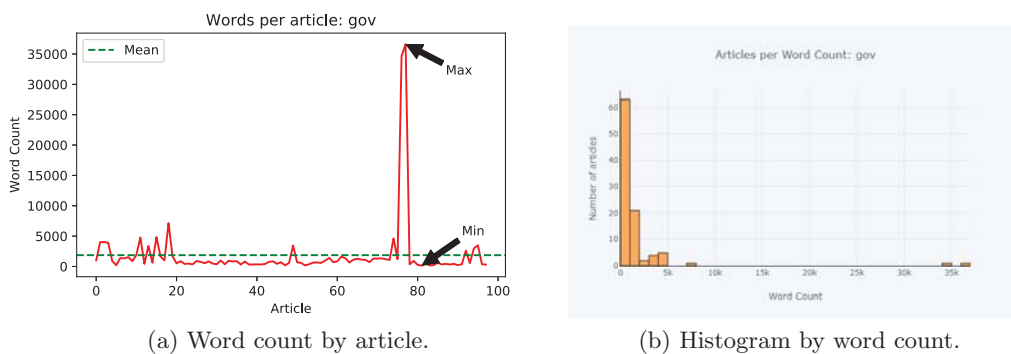 Words per article: gov
Mean
35000
30000
25000
20000
15000
10000
5000
0
Word Count
Max
Min
0 20 40 60 80 100
Article
(a) Word count by article.
Articles per Word Count: gov
60
50
40
30
20
10
0
Number of articles
0 5k 10k 15k 20k 25k 30k 35k
Word Count
(b) Histogram by word count.